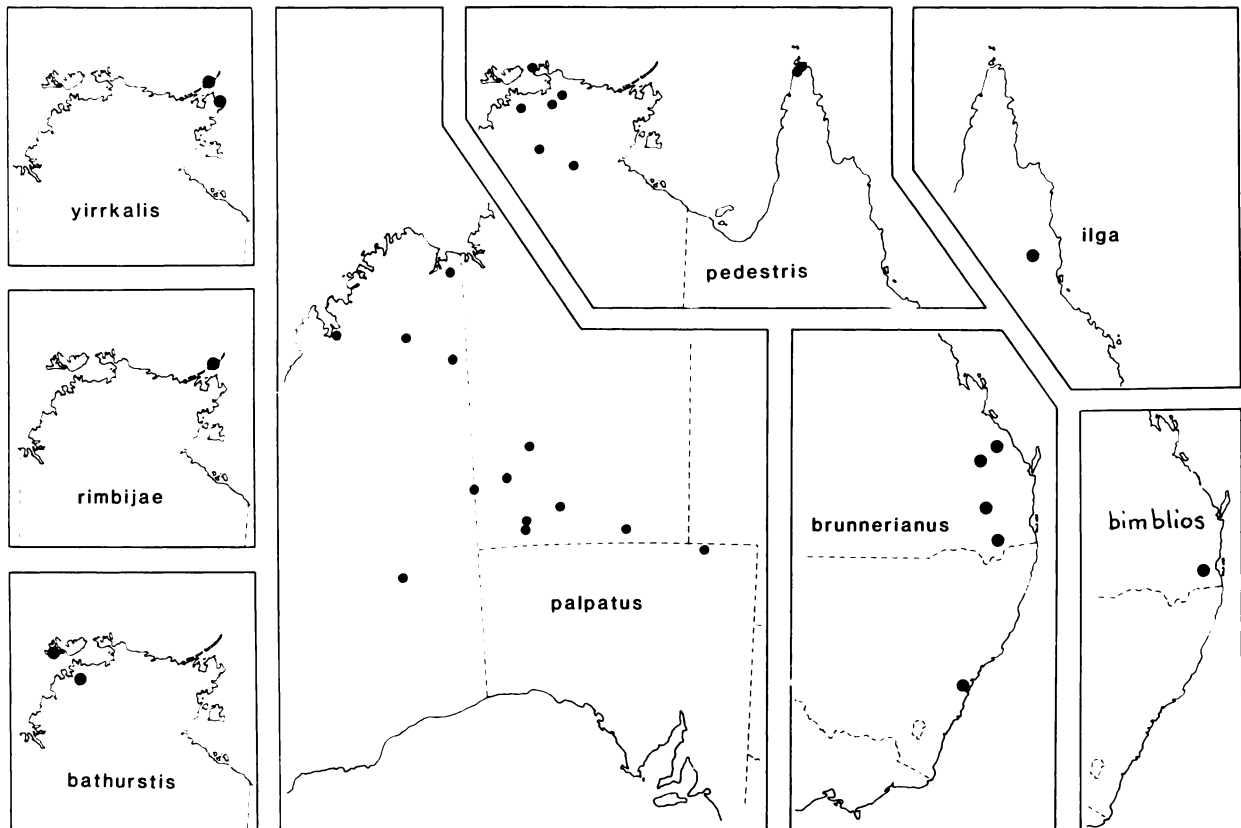 yirrkalis
pedestris
ilga
rimbijae
brunnerianus
bimblios
palpatus
bathurstis